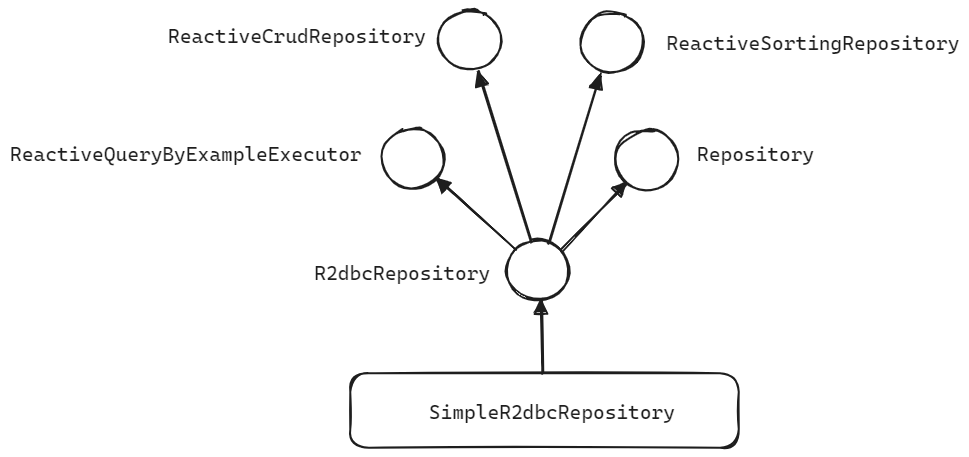 ReactiveCrudRepository
ReactiveSortingRepository
ReactiveQueryByExampleExecutor
Repository
R2dbcRepository
SimpleR2dbcRepository